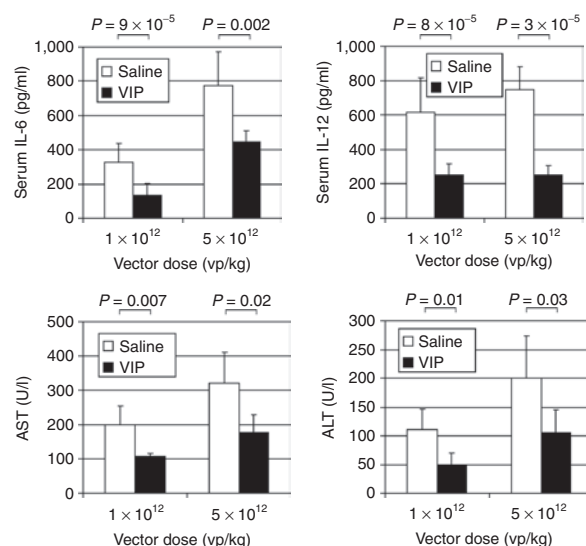 P = 9 × 10⁻⁵ P = 0.002
1,000
800
600
400
200
0
Serum IL-6 (pg/ml)
Saline
VIP
1 × 10¹² 5 × 10¹²
Vector dose (vp/kg)
P = 8 × 10⁻⁵ P = 3 × 10⁻⁵
1,000
800
600
400
200
0
Serum IL-12 (pg/ml)
Saline
VIP
1 × 10¹² 5 × 10¹²
Vector dose (vp/kg)
P = 0.007 P = 0.02
500
400
300
200
100
0
AST (U/l)
Saline
VIP
1 × 10¹² 5 × 10¹²
Vector dose (vp/kg)
P = 0.01 P = 0.03
300
250
200
150
100
50
0
ALT (U/l)
Saline
VIP
1 × 10¹² 5 × 10¹²
Vector dose (vp/kg)